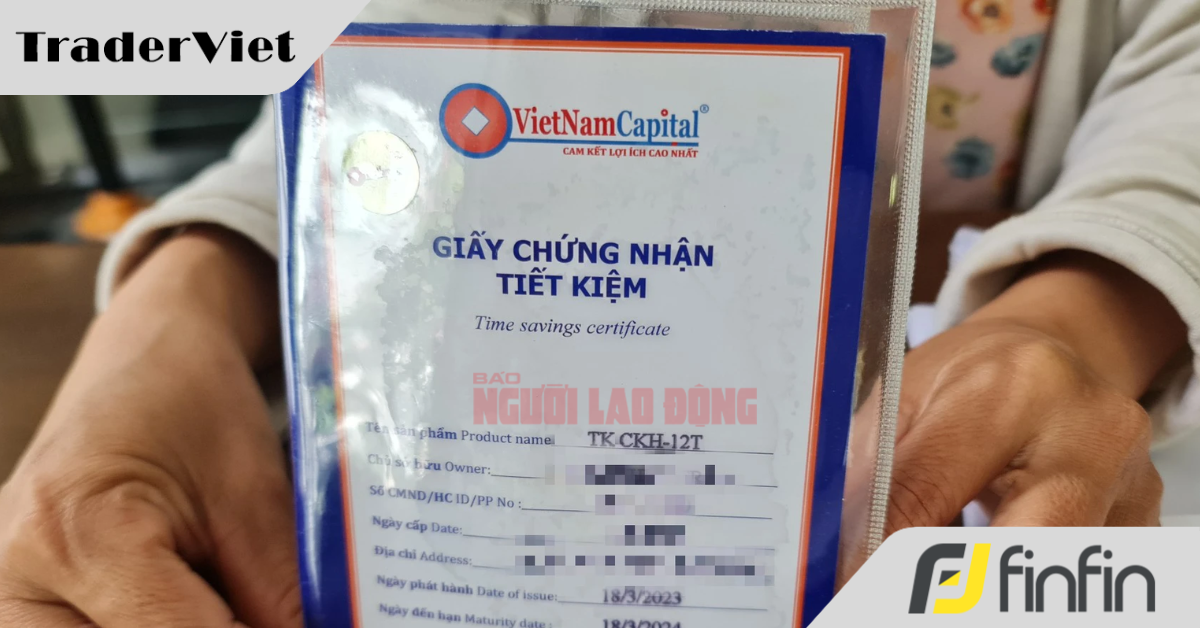 TraderViet
VietNamCapital®
CAM KẾT LỢI ÍCH CAO NHẤT
GIẤY CHỨNG NHẬN
TIẾT KIỆM
Time savings certificate
BÁO
NGƯỜI LAO ĐỘNG
Tên sản phẩm Product name TK CKH-12T
Chủ sở hữu Owner:
Số CMND/HC ID/PP No :
Ngày cấp Date:
Địa chỉ Address:
Ngày phát hành Date of issue: 18/3/2023
Ngày đến hạn Maturity date : 18/3/2024
finfin